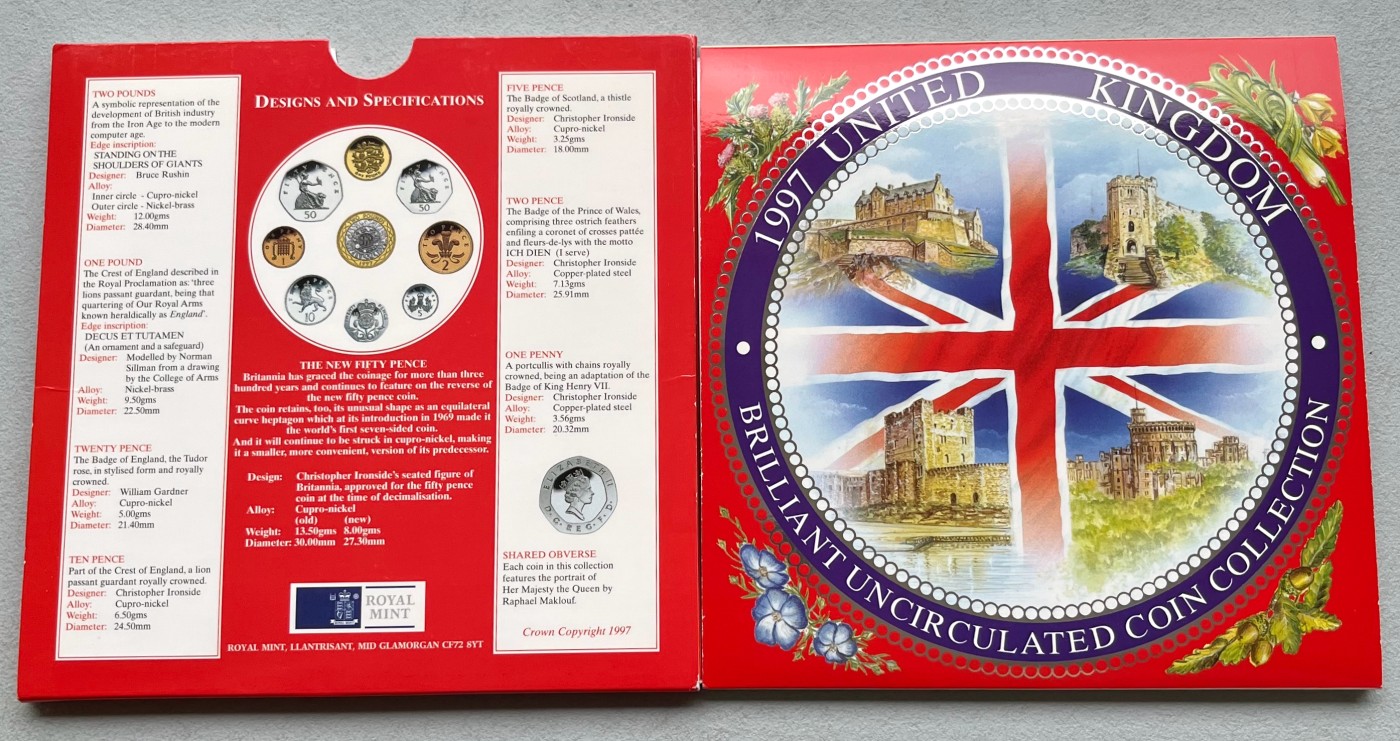 TWO POUNDS
A symbolic representation of the
development of British industry
from the Iron Age to the modern
computer age.
Edge inscription:
STANDING ON THE
SHOULDERS OF GIANTS
Designer: Bruce Rushin
Alloy:
Inner circle - Cupro-nickel
Outer circle - Nickel-brass
Weight: 12.00gms
Diameter: 28.40mm
ONE POUND
The Crest of England described in
the Royal Proclamation as: 'three
lions passant guardant, being that
quartering of Our Royal Arms
known heraldically as England'.
Edge inscription:
DECUS ET TUTAMEN
(An ornament and a safeguard)
Designer: Modelled by Norman
Sillman from a drawing
by the College of Arms
Alloy: Nickel-brass
Weight: 9.50gms
Diameter: 22.50mm
TWENTY PENCE
The Badge of England, the Tudor
rose, in stylised form and royally
crowned.
Designer: William Gardner
Alloy: Cupro-nickel
Weight: 5.00gms
Diameter: 21.40mm
TEN PENCE
Part of the Crest of England, a lion
passant guardant royally crowned.
Designer: Christopher Ironside
Alloy: Cupro-nickel
Weight: 6.50gms
Diameter: 24.50mm
DESIGNS AND SPECIFICATIONS
FIFTY PENCE
50
FIFTY PENCE
50
TWO POUNDS
1997
1
2
10
5
THE NEW FIFTY PENCE
Britannia has graced the coinage for more than three
hundred years and continues to feature on the reverse of
the new fifty pence coin.
The coin retains, too, its unusual shape as an equilateral
curve heptagon which at its introduction in 1969 made it
the world's first seven-sided coin.
And it will continue to be struck in cupro-nickel, making
it a smaller, more convenient, version of its predecessor.
Design: Christopher Ironside's seated figure of
Britannia, approved for the fifty pence
coin at the time of decimalisation.
Alloy: Cupro-nickel
(old) (new)
Weight: 13.50gms 8.00gms
Diameter: 30.00mm 27.30mm
ROYAL MINT
ROYAL
MINT
ROYAL MINT, LLANTRISANT, MID GLAMORGAN CF72 8YT
FIVE PENCE
The Badge of Scotland, a thistle
royally crowned.
Designer: Christopher Ironside
Alloy: Cupro-nickel
Weight: 3.25gms
Diameter: 18.00mm
TWO PENCE
The Badge of the Prince of Wales,
comprising three ostrich feathers
enfiling a coronet of crosses pattée
and fleurs-de-lys with the motto
ICH DIEN (I serve)
Designer: Christopher Ironside
Alloy: Copper-plated steel
Weight: 7.13gms
Diameter: 25.91mm
ONE PENNY
A portcullis with chains royally
crowned, being an adaptation of the
Badge of King Henry VII.
Designer: Christopher Ironside
Alloy: Copper-plated steel
Weight: 3.56gms
Diameter: 20.32mm
ELIZABETH II
D·G·REG·F·D·
SHARED OBVERSE
Each coin in this collection
features the portrait of
Her Majesty the Queen by
Raphael Maklouf.
Crown Copyright 1997
1997 UNITED KINGDOM
BRILLIANT UNCIRCULATED COIN COLLECTION